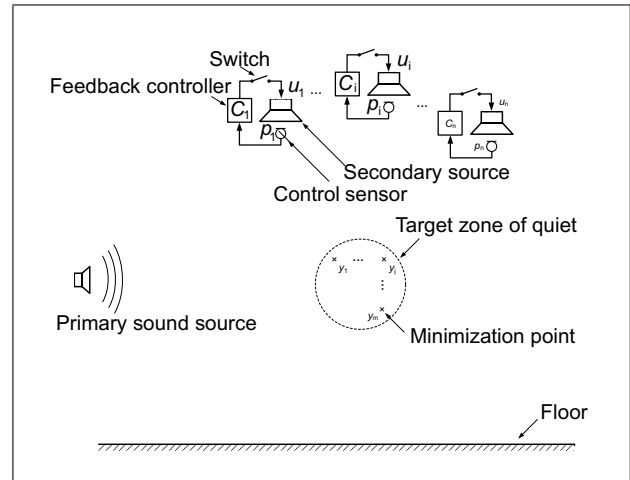 Switch
Feedback controller
C1
u1
...
p1
Ci
ui
pi
...
Cn
un
pn
Secondary source
Control sensor
Target zone of quiet
y1 ... yj
⋮
ym
Primary sound source
Minimization point
Floor